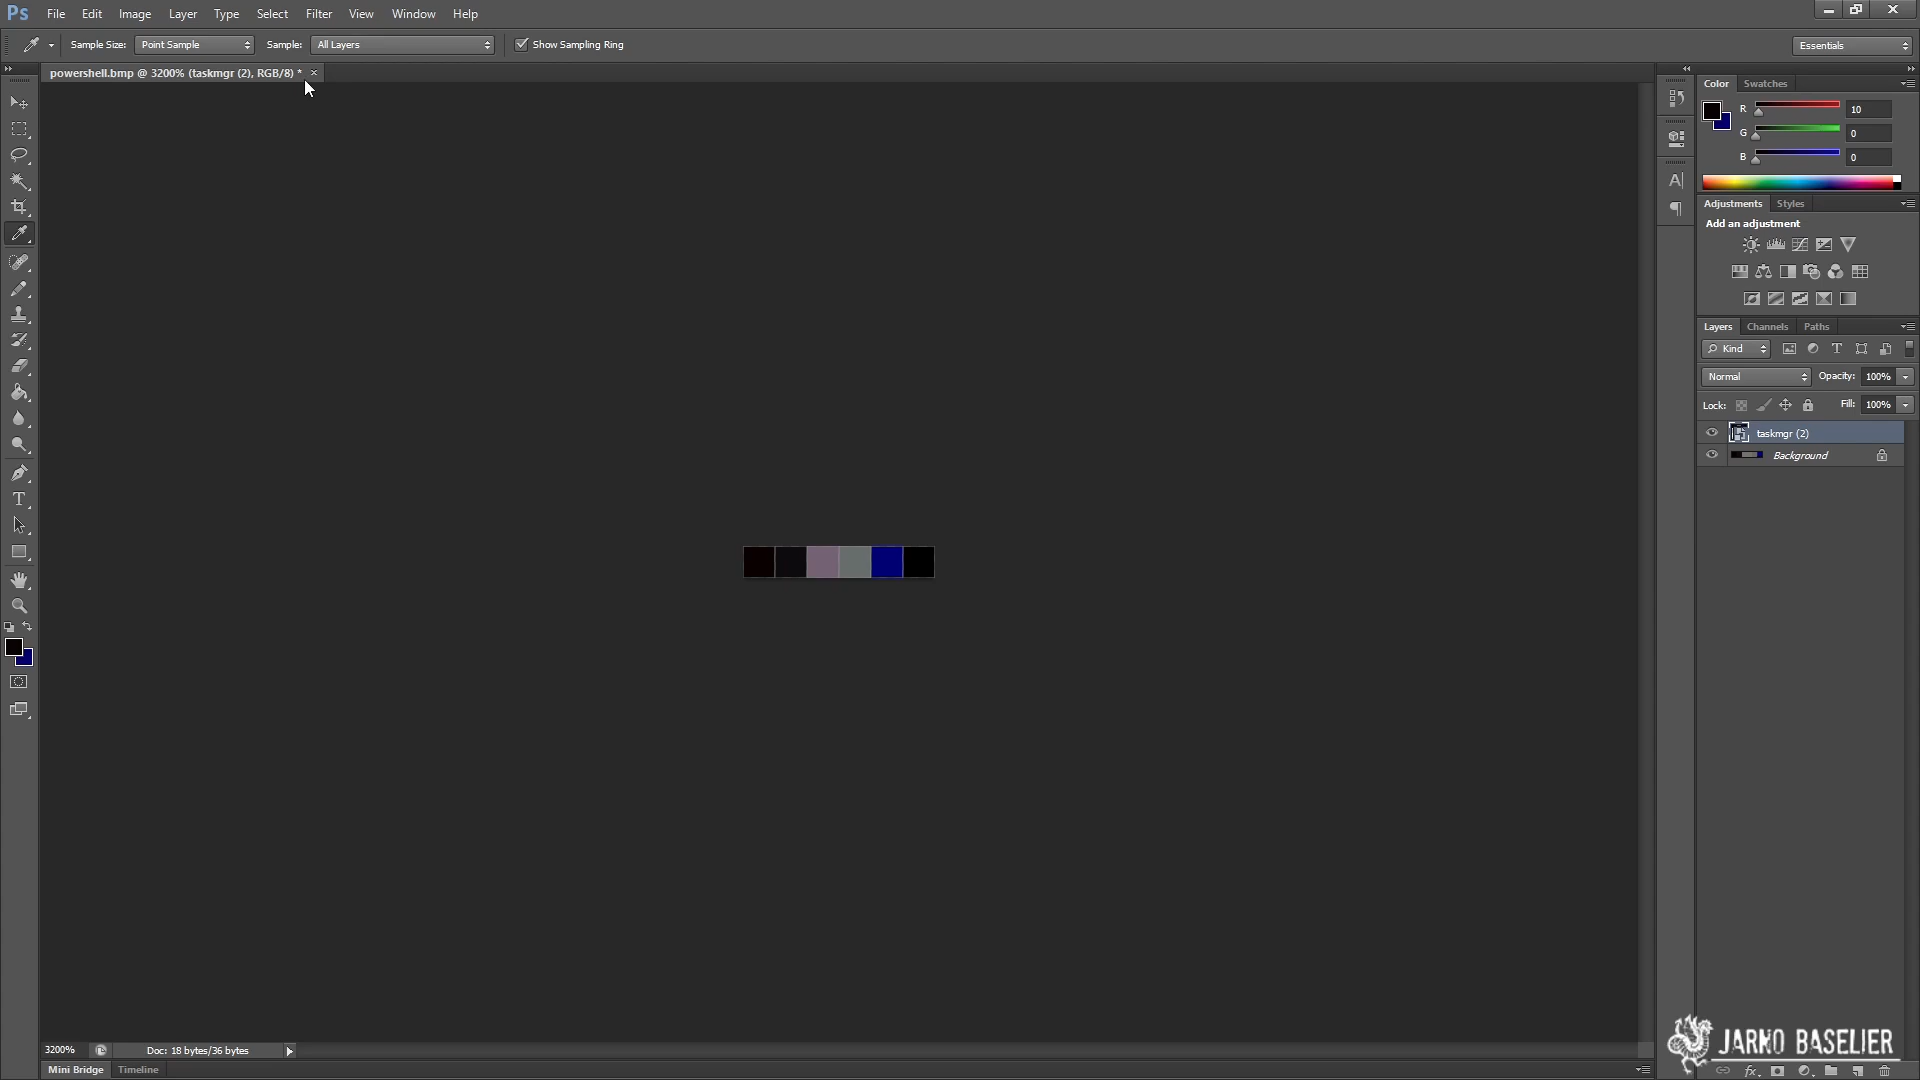 Ps File Edit Image Layer Type Select Filter View Window Help
Sample Size: Point Sample Sample: All Layers Show Sampling Ring Essentials
powershell.bmp @ 3200% (taskmgr (2), RGB/8) *
Color Swatches
R 10
G 0
B 0
Adjustments Styles
Add an adjustment
Layers Channels Paths
Kind
Normal Opacity: 100%
Lock: Fill: 100%
taskmgr (2)
Background
3200% Doc: 18 bytes/36 bytes
Mini Bridge Timeline
JARNO BASELIER